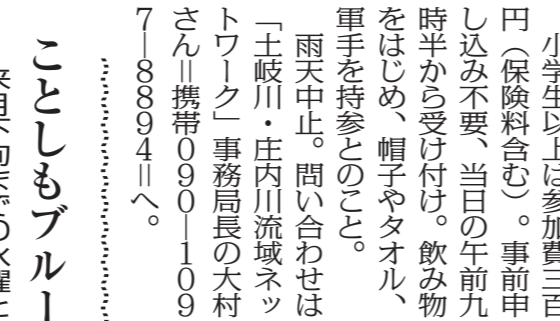 小学生以上は参加費三百
円（保険料含む）。事前申
し込み不要、当日の午前九
時半から受け付け。飲み物
をはじめ、帽子やタオル、
軍手を持参とのこと。
雨天中止。問い合わせは
「土岐川・庄内川流域ネッ
トワーク」事務局長の大村
さん＝携帯０９０―１０９
７―８８９４＝へ。
ことしもブルー